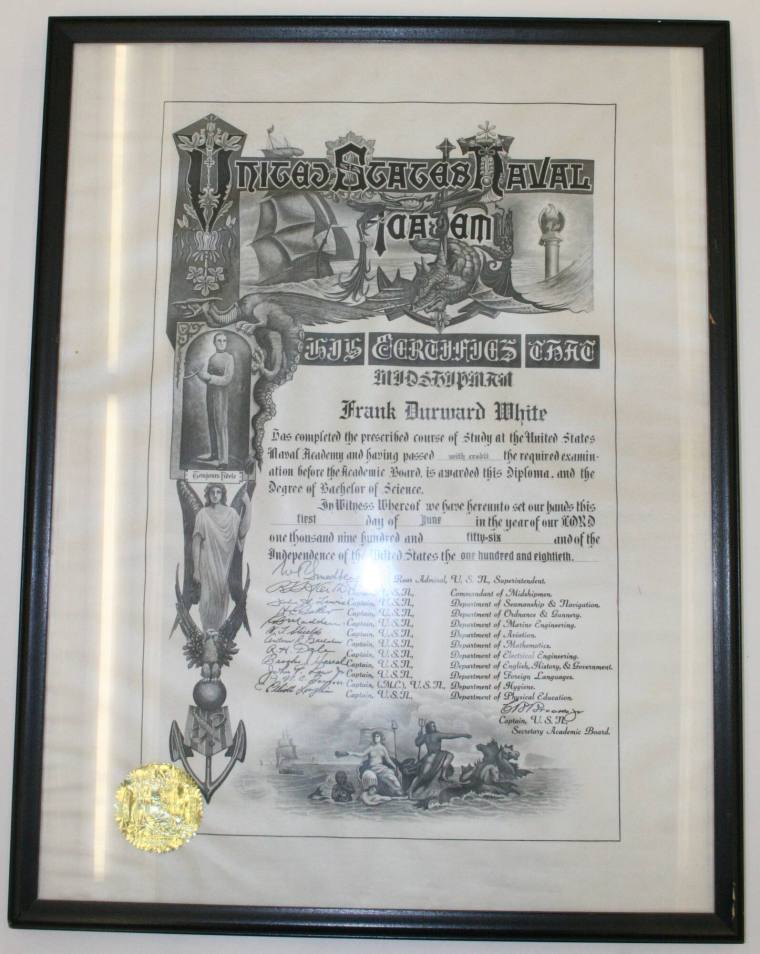 United States Naval
Academy
This Certifies That
Midshipman
Frank Durward White
Has completed the prescribed course of Study at the United States
Naval Academy and having passed with credit the required examin-
ation before the Academic Board, is awarded this Diploma, and the
Degree of Bachelor of Science.
In Witness Whereof we have hereunto set our hands this
first day of June in the year of our LORD
one thousand nine hundred and fifty-six and of the
Independence of the United States the one hundred and eightieth.
Rear Admiral, U. S. N., Superintendent.
U. S. N., Commandant of Midshipmen.
Captain, U. S. N., Department of Seamanship & Navigation.
Captain, U. S. N., Department of Ordnance & Gunnery.
Captain, U. S. N., Department of Marine Engineering.
Captain, U. S. N., Department of Aviation.
Captain, U. S. N., Department of Mathematics.
Captain, U. S. N., Department of Electrical Engineering.
Captain, U. S. N., Department of English, History, & Government.
Captain, U. S. N., Department of Foreign Languages.
Captain, (M.C.), U. S. N., Department of Hygiene.
Captain, U. S. N., Department of Physical Education.
Captain, U. S. N.,
Secretary Academic Board.
Semper Fidelis